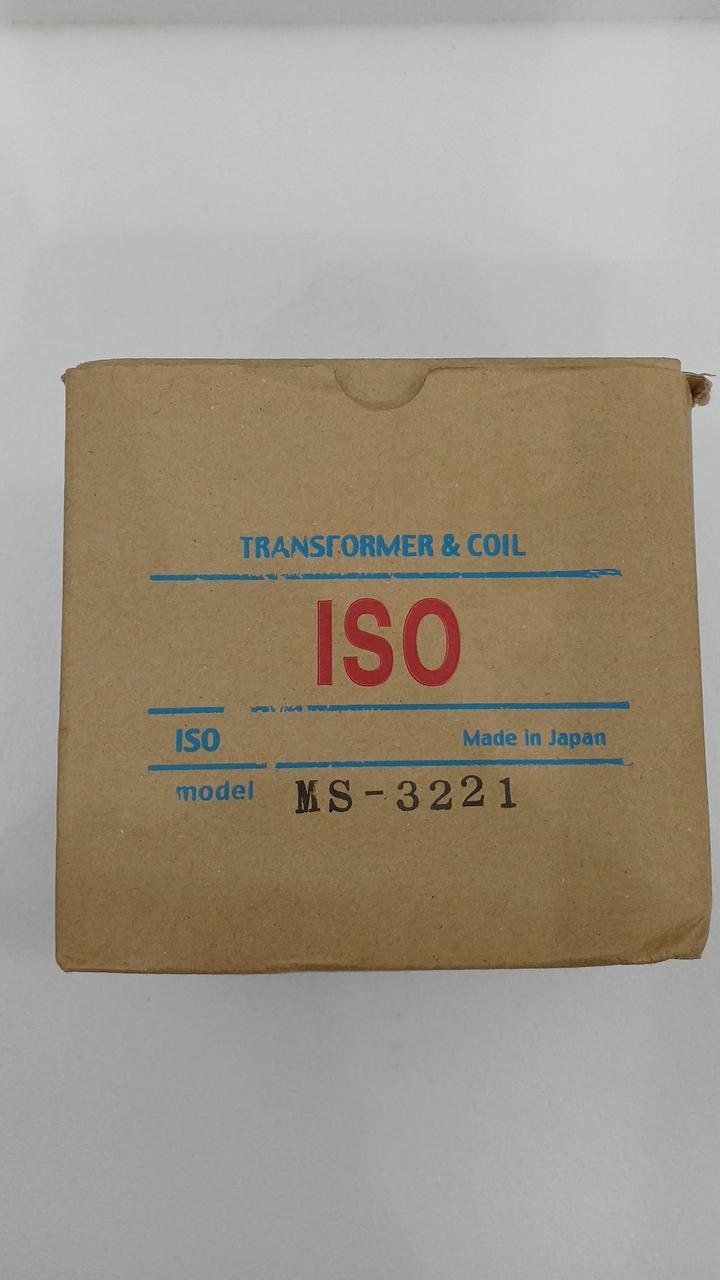 TRANSFORMER & COIL
ISO
ISO Made in Japan
model MS-3221